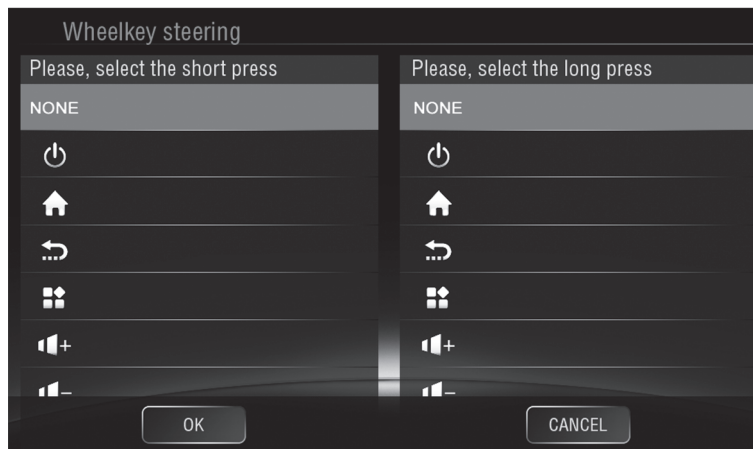 Wheelkey steering
Please, select the short press
NONE
+
–
Please, select the long press
NONE
+
–
OK
CANCEL